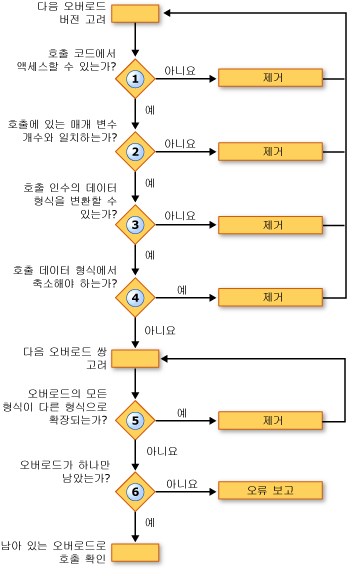 다음 오버로드
버전 고려
호출 코드에서
액세스할 수 있는가?
1
아니요
제거
예
호출에 있는 매개 변수
개수와 일치하는가?
2
아니요
제거
예
호출 인수의 데이터
형식을 변환할 수
있는가?
3
아니요
제거
예
호출 데이터 형식에서
축소해야 하는가?
4
예
제거
아니요
다음 오버로드 쌍
고려
오버로드의 모든
형식이 다른 형식으로
확장되는가?
5
예
제거
아니요
오버로드가 하나만
남았는가?
6
아니요
오류 보고
예
남아 있는 오버로드로
호출 확인